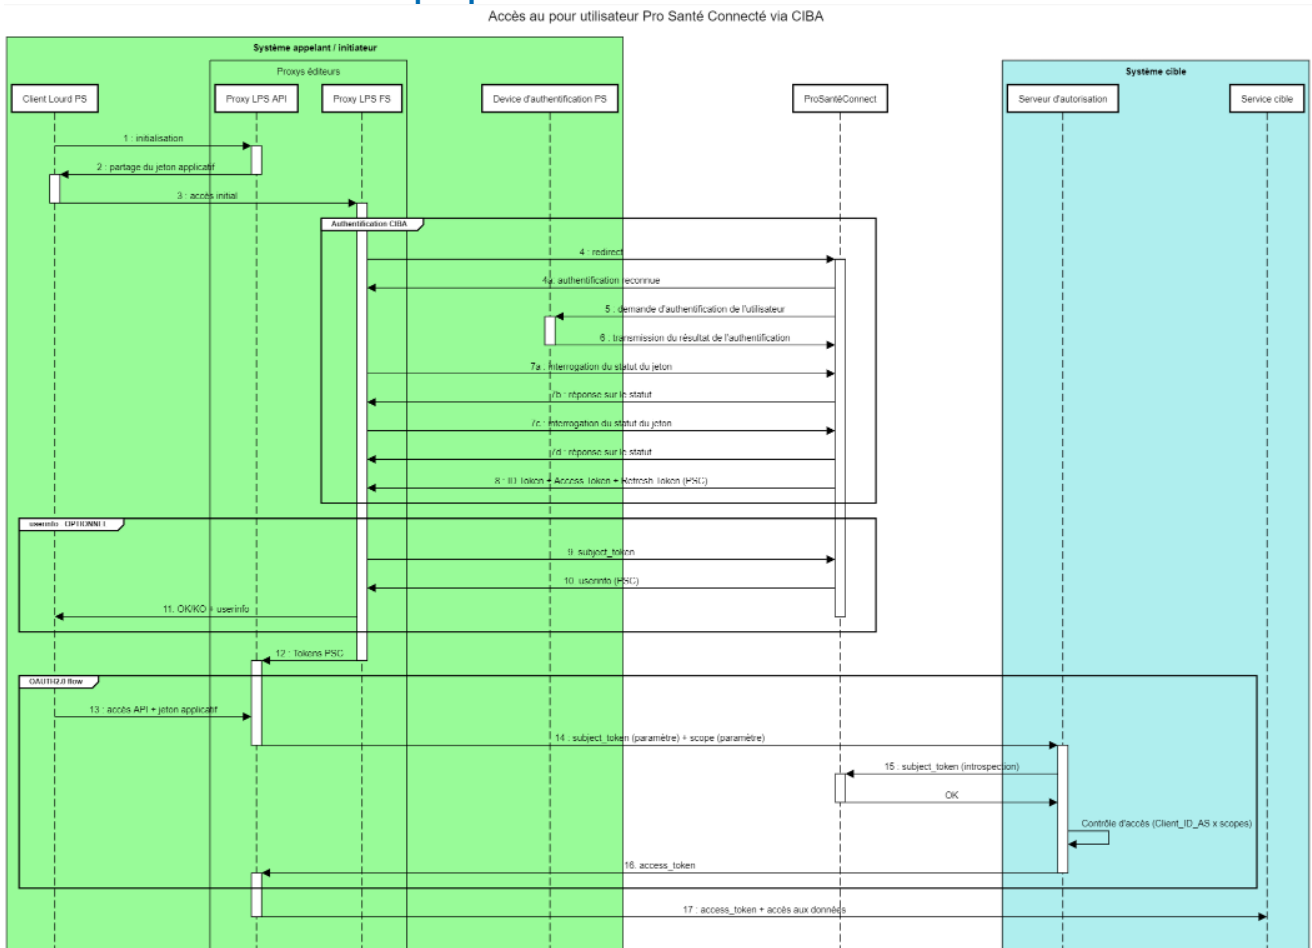 Accès au pour utilisateur Pro Santé Connecté via CIBA
Système appelant / initiateur
Proxys éditeurs
Système cible
Client Lourd PS
Proxy LPS API
Proxy LPS FS
Device d'authentification PS
ProSantéConnect
Serveur d'autorisation
Service cible
1 : initialisation
2 : partage du jeton applicatif
3 : accès initial
Authentification CIBA
4 : redirect
4a. authentification reconnue
5 : demande d'authentification de l'utilisateur
6 : transmission du résultat de l'authentification
7a : interrogation du statut du jeton
7b : réponse sur le statut
7c : interrogation du statut du jeton
7d : réponse sur le statut
8 : ID Token + Access Token + Refresh Token (PSC)
userinfo OPTIONNEL
9. subject_token
10. userinfo (PSC)
11. OK/KO + userinfo
12 : Tokens PSC
OAUTH2.0 flow
13 : accès API + jeton applicatif
14 : subject_token (paramètre) + scope (paramètre)
15 : subject_token (introspection)
OK
Contrôle d'accès (Client_ID_AS x scopes)
16. access_token
17 : access_token + accès aux données